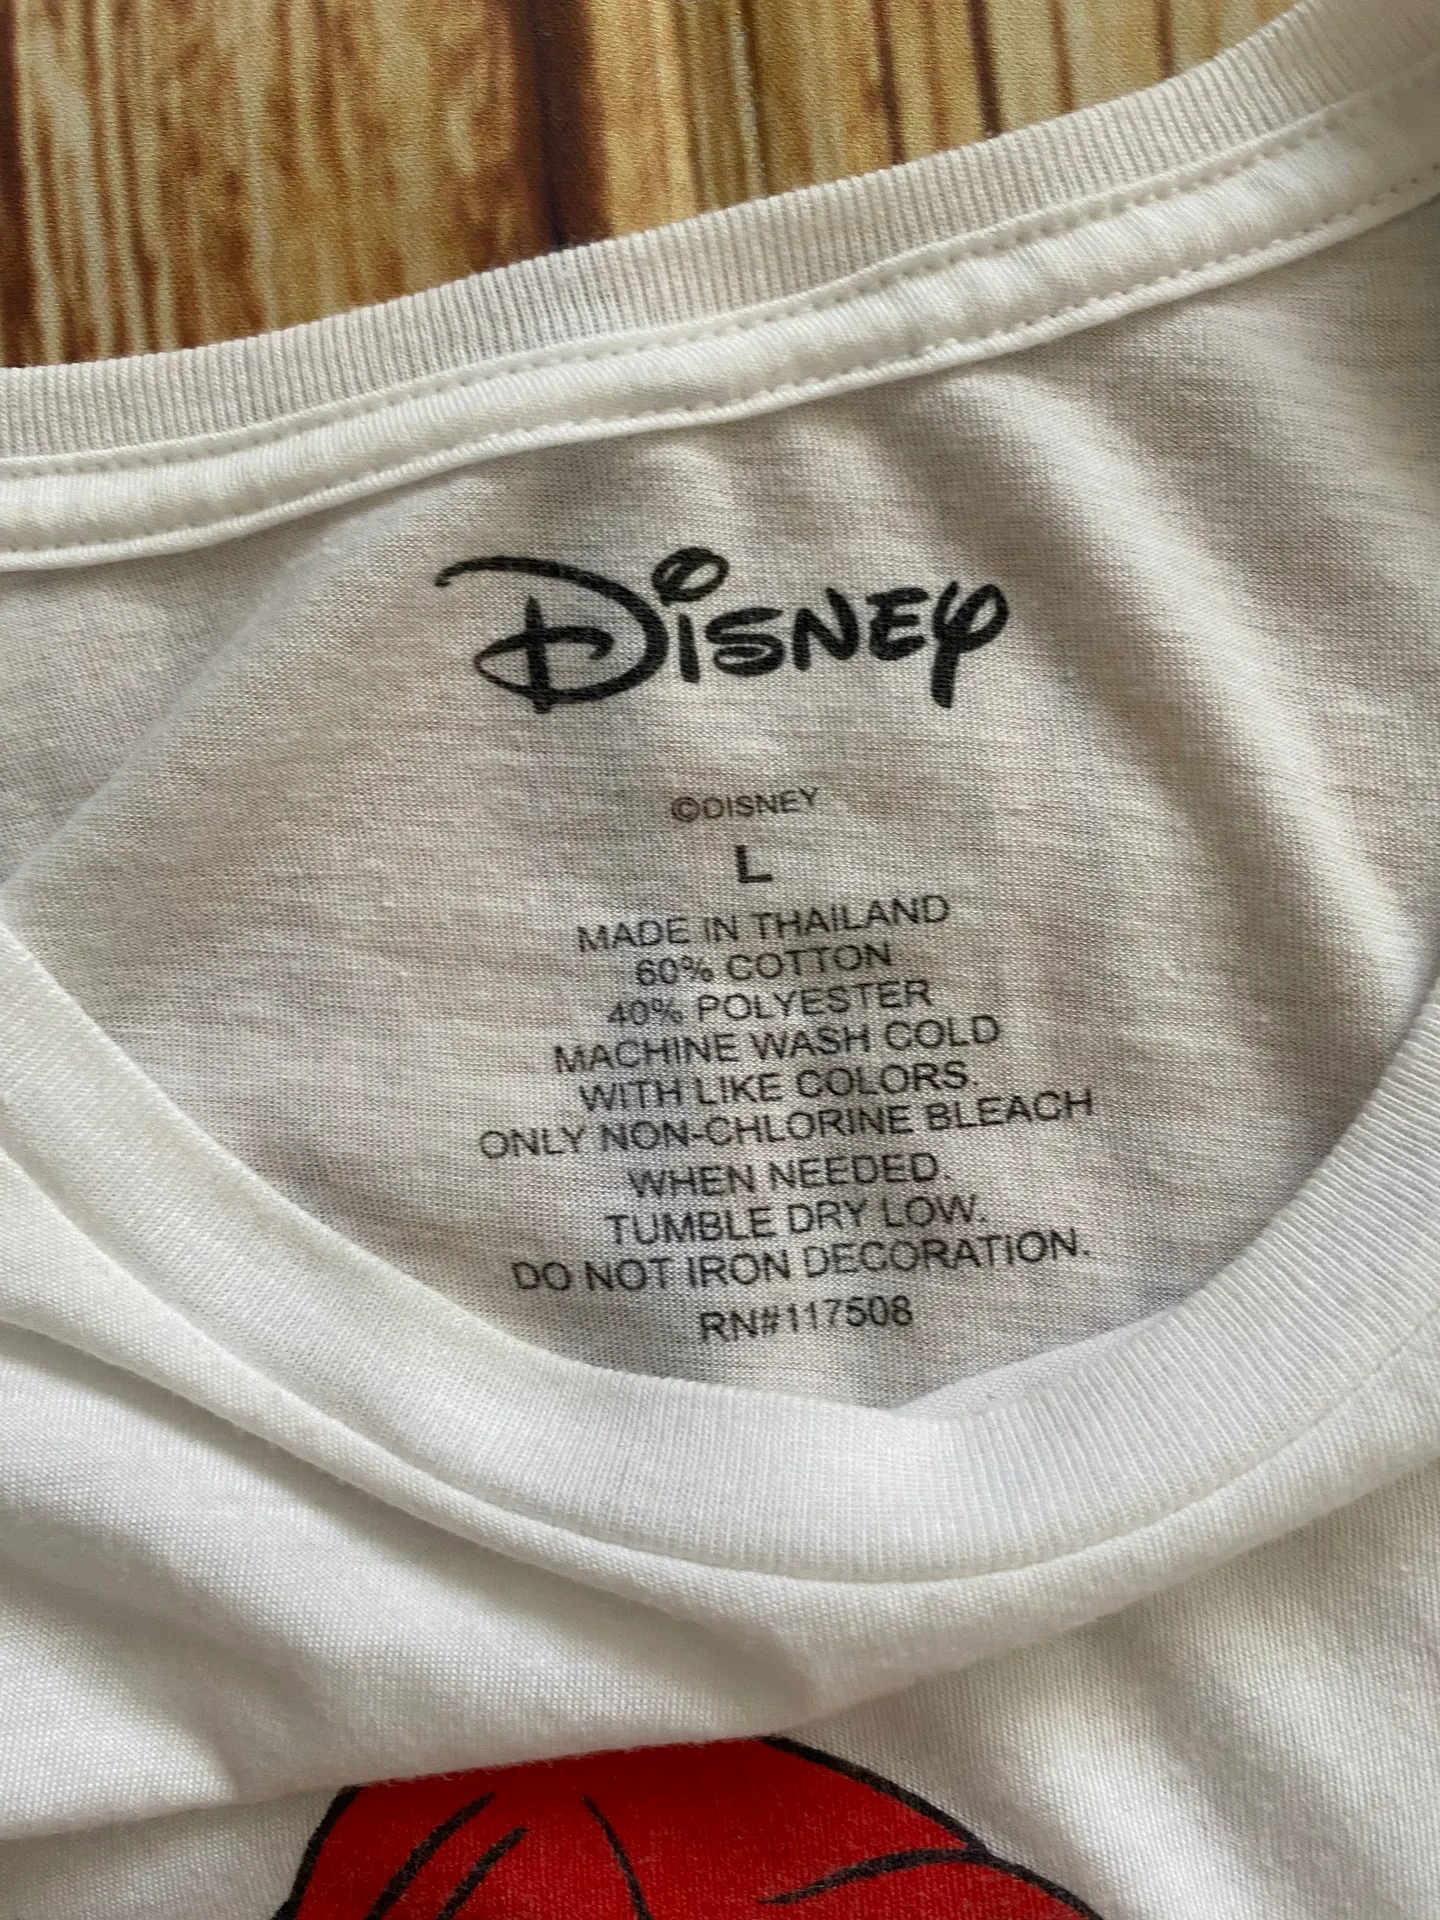 Disney
©DISNEY
L
MADE IN THAILAND
60% COTTON
40% POLYESTER
MACHINE WASH COLD
WITH LIKE COLORS.
ONLY NON-CHLORINE BLEACH
WHEN NEEDED.
TUMBLE DRY LOW.
DO NOT IRON DECORATION.
RN#117508